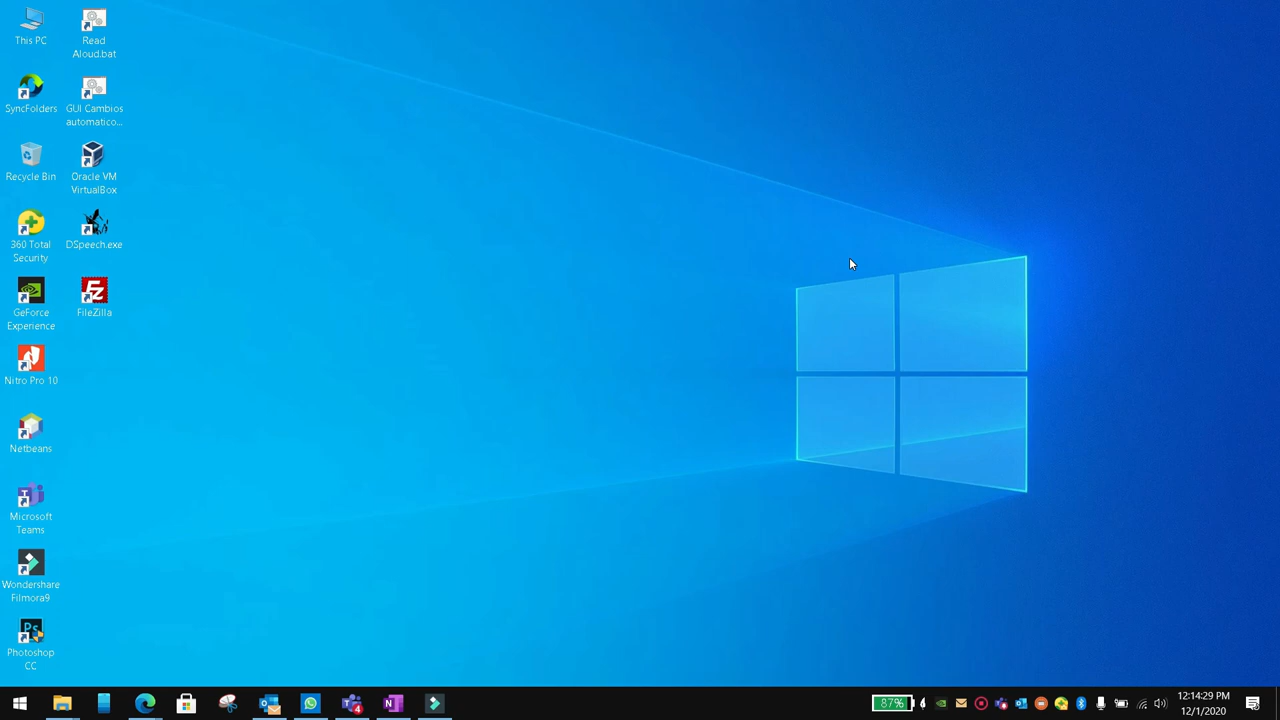 This PC
Read
Aloud.bat
SyncFolders
GUI Cambios
automatico...
Recycle Bin
Oracle VM
VirtualBox
360 Total
Security
DSpeech.exe
GeForce
Experience
FileZilla
Nitro Pro 10
Netbeans
Microsoft
Teams
Wondershare
Filmora9
Ps
Photoshop
CC
4
N
87%
12:14:29 PM
12/1/2020